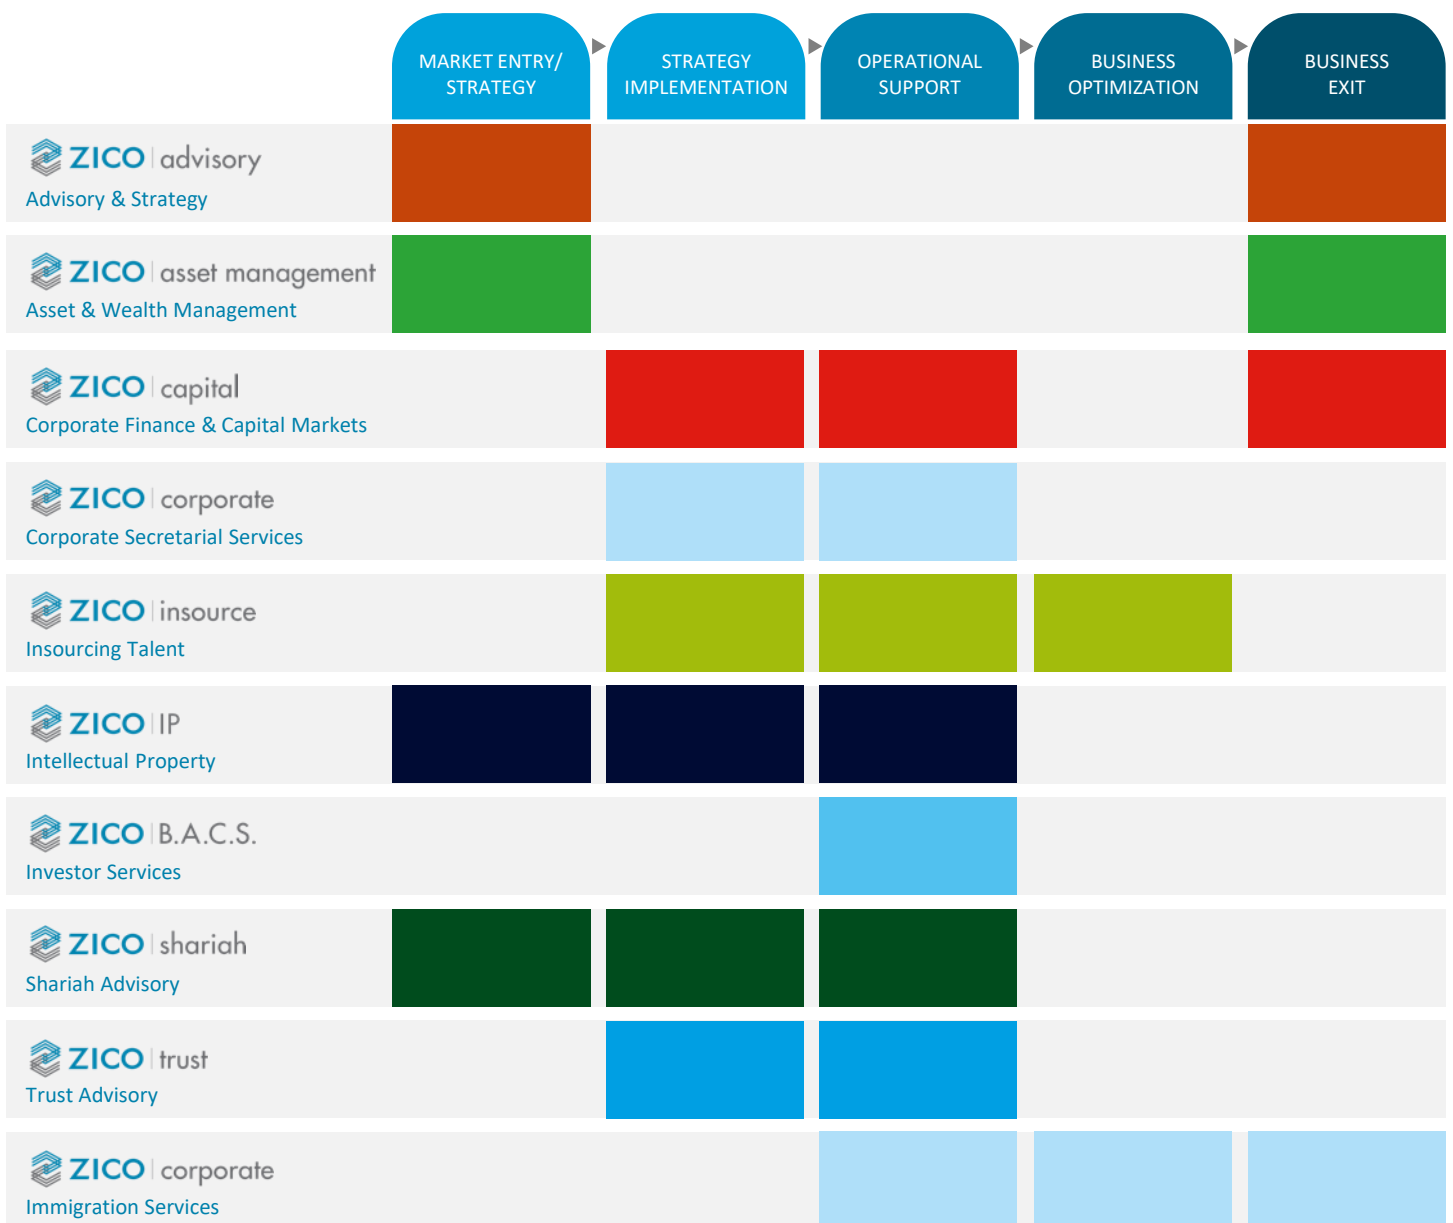 MARKET ENTRY/
STRATEGY
STRATEGY
IMPLEMENTATION
OPERATIONAL
SUPPORT
BUSINESS
OPTIMIZATION
BUSINESS
EXIT
ZICO advisory
Advisory & Strategy
ZICO asset management
Asset & Wealth Management
ZICO capital
Corporate Finance & Capital Markets
ZICO corporate
Corporate Secretarial Services
ZICO insource
Insourcing Talent
ZICO IP
Intellectual Property
ZICO B.A.C.S.
Investor Services
ZICO shariah
Shariah Advisory
ZICO trust
Trust Advisory
ZICO corporate
Immigration Services